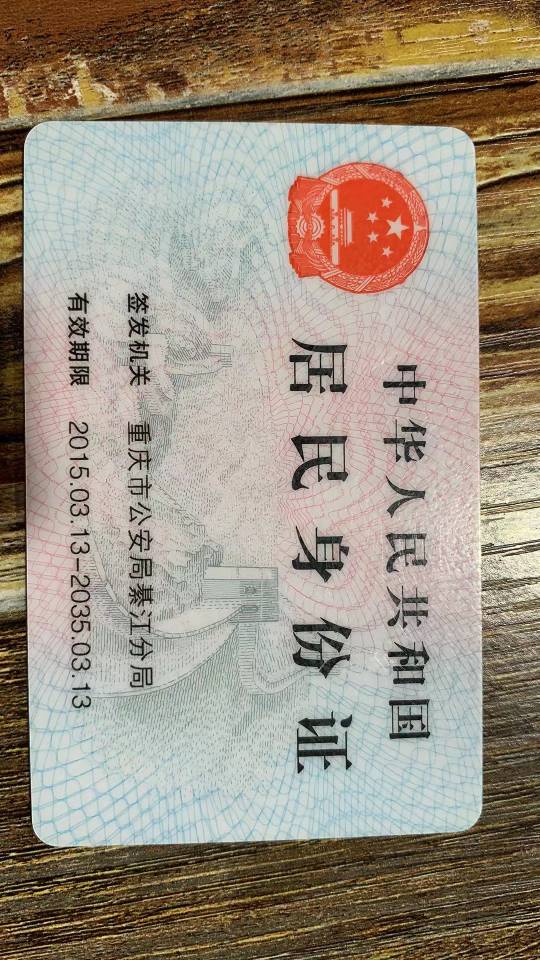 中华人民共和国
居民身份证
签发机关 重庆市公安局綦江分局
有效期限 2015.03.13-2035.03.13